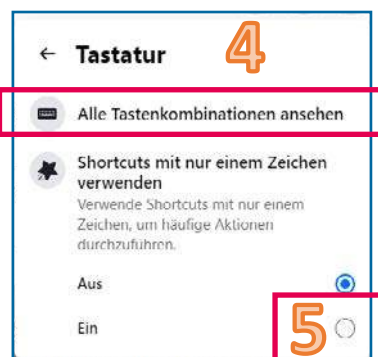 ← Tastatur 4
Alle Tastenkombinationen ansehen
Shortcuts mit nur einem Zeichen
verwenden
Verwende Shortcuts mit nur einem
Zeichen, um häufige Aktionen
durchzuführen.
Aus
Ein 5